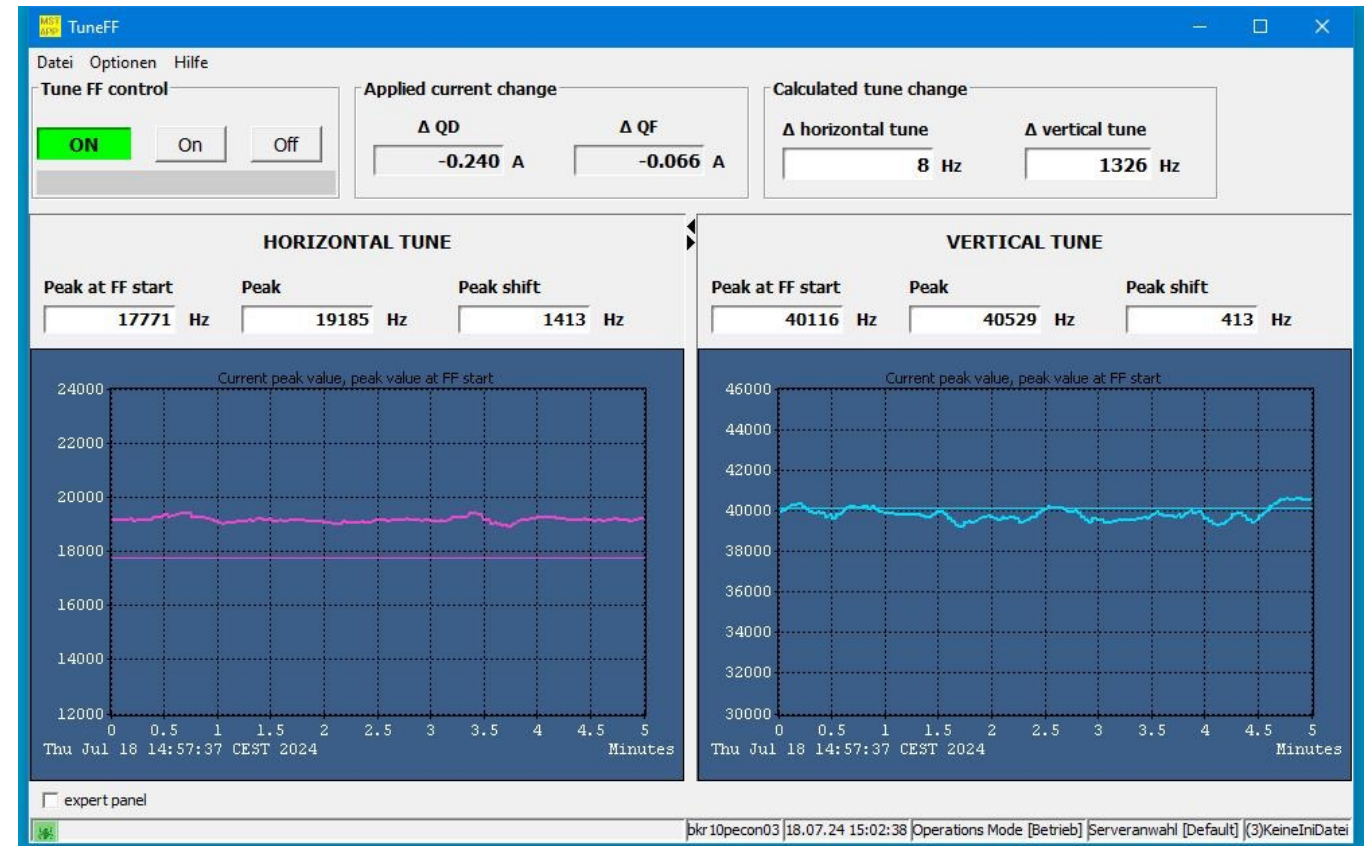 MST
APP
TuneFF
Datei Optionen Hilfe
Tune FF control
ON On Off
Applied current change
Δ QD Δ QF
-0.240 A -0.066 A
Calculated tune change
Δ horizontal tune Δ vertical tune
8 Hz 1326 Hz
HORIZONTAL TUNE
Peak at FF start Peak Peak shift
17771 Hz 19185 Hz 1413 Hz
Current peak value, peak value at FF start
24000
22000
20000
18000
16000
14000
12000
0 0.5 1 1.5 2 2.5 3 3.5 4 4.5 5
Thu Jul 18 14:57:37 CEST 2024 Minutes
VERTICAL TUNE
Peak at FF start Peak Peak shift
40116 Hz 40529 Hz 413 Hz
Current peak value, peak value at FF start
46000
44000
42000
40000
38000
36000
34000
32000
30000
0 0.5 1 1.5 2 2.5 3 3.5 4 4.5 5
Thu Jul 18 14:57:37 CEST 2024 Minutes
expert panel
bkr10pecon03 18.07.24 15:02:38 Operations Mode [Betrieb] Serveranwahl [Default] (3)KeineIniDatei